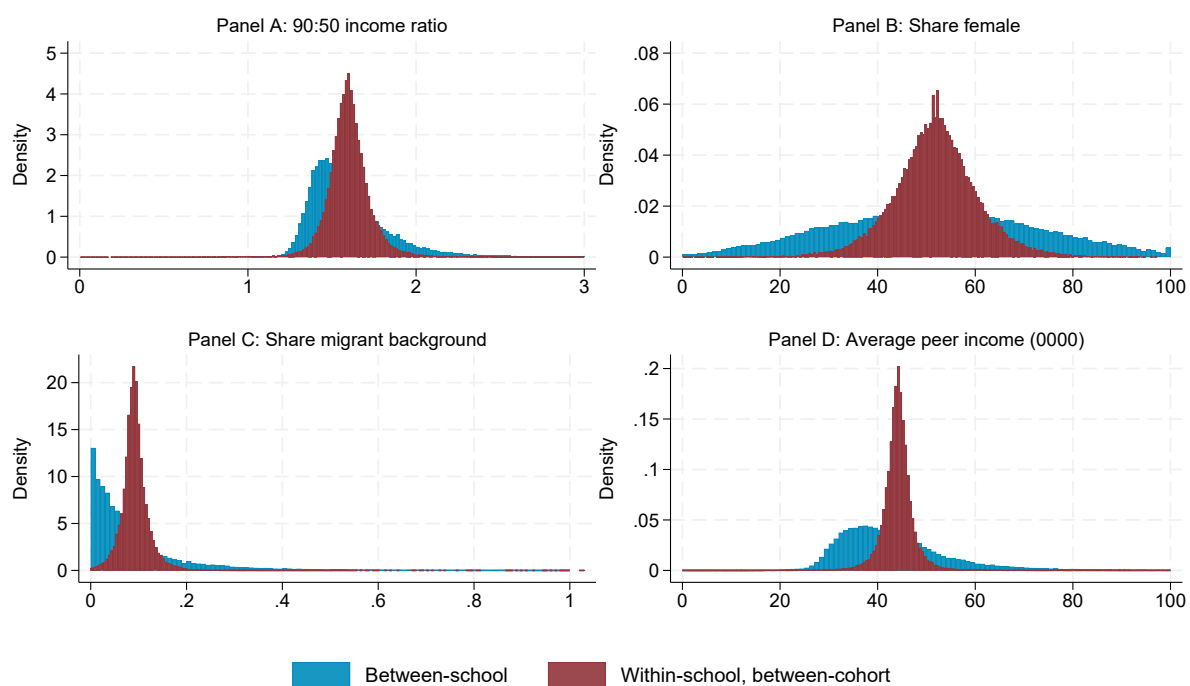 Panel A: 90:50 income ratio
Density
5
4
3
2
1
0
0 1 2 3
Panel B: Share female
Density
.08
.06
.04
.02
0
0 20 40 60 80 100
Panel C: Share migrant background
Density
20
15
10
5
0
0 .2 .4 .6 .8 1
Panel D: Average peer income (0000)
Density
.2
.15
.1
.05
0
0 20 40 60 80 100
Between-school Within-school, between-cohort